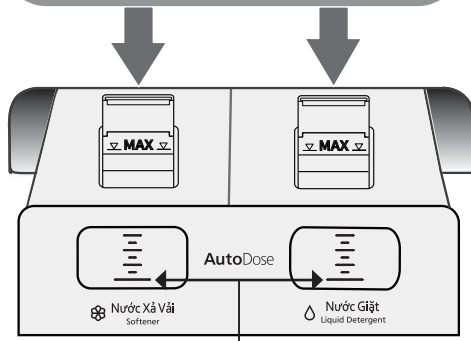 MAX
MAX
AutoDose
Nước Xả Vải
Softener
Nước Giặt
Liquid Detergent